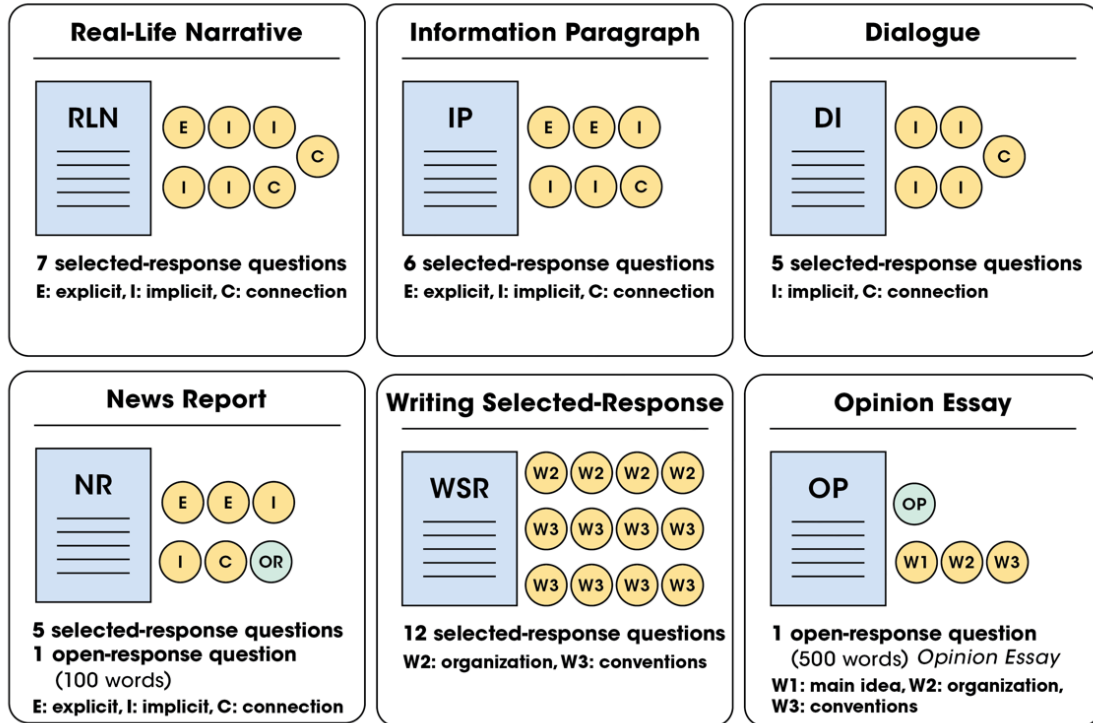 Real-Life Narrative
RLN
E I I
C
I I C
7 selected-response questions
E: explicit, I: implicit, C: connection
Information Paragraph
IP
E E I
I I C
6 selected-response questions
E: explicit, I: implicit, C: connection
Dialogue
DI
I I
C
I I
5 selected-response questions
I: implicit, C: connection
News Report
NR
E E I
I C OR
5 selected-response questions
1 open-response question
(100 words)
E: explicit, I: implicit, C: connection
Writing Selected-Response
WSR
W2 W2 W2 W2
W3 W3 W3 W3
W3 W3 W3 W3
12 selected-response questions
W2: organization, W3: conventions
Opinion Essay
OP
OP
W1 W2 W3
1 open-response question
(500 words) Opinion Essay
W1: main idea, W2: organization,
W3: conventions